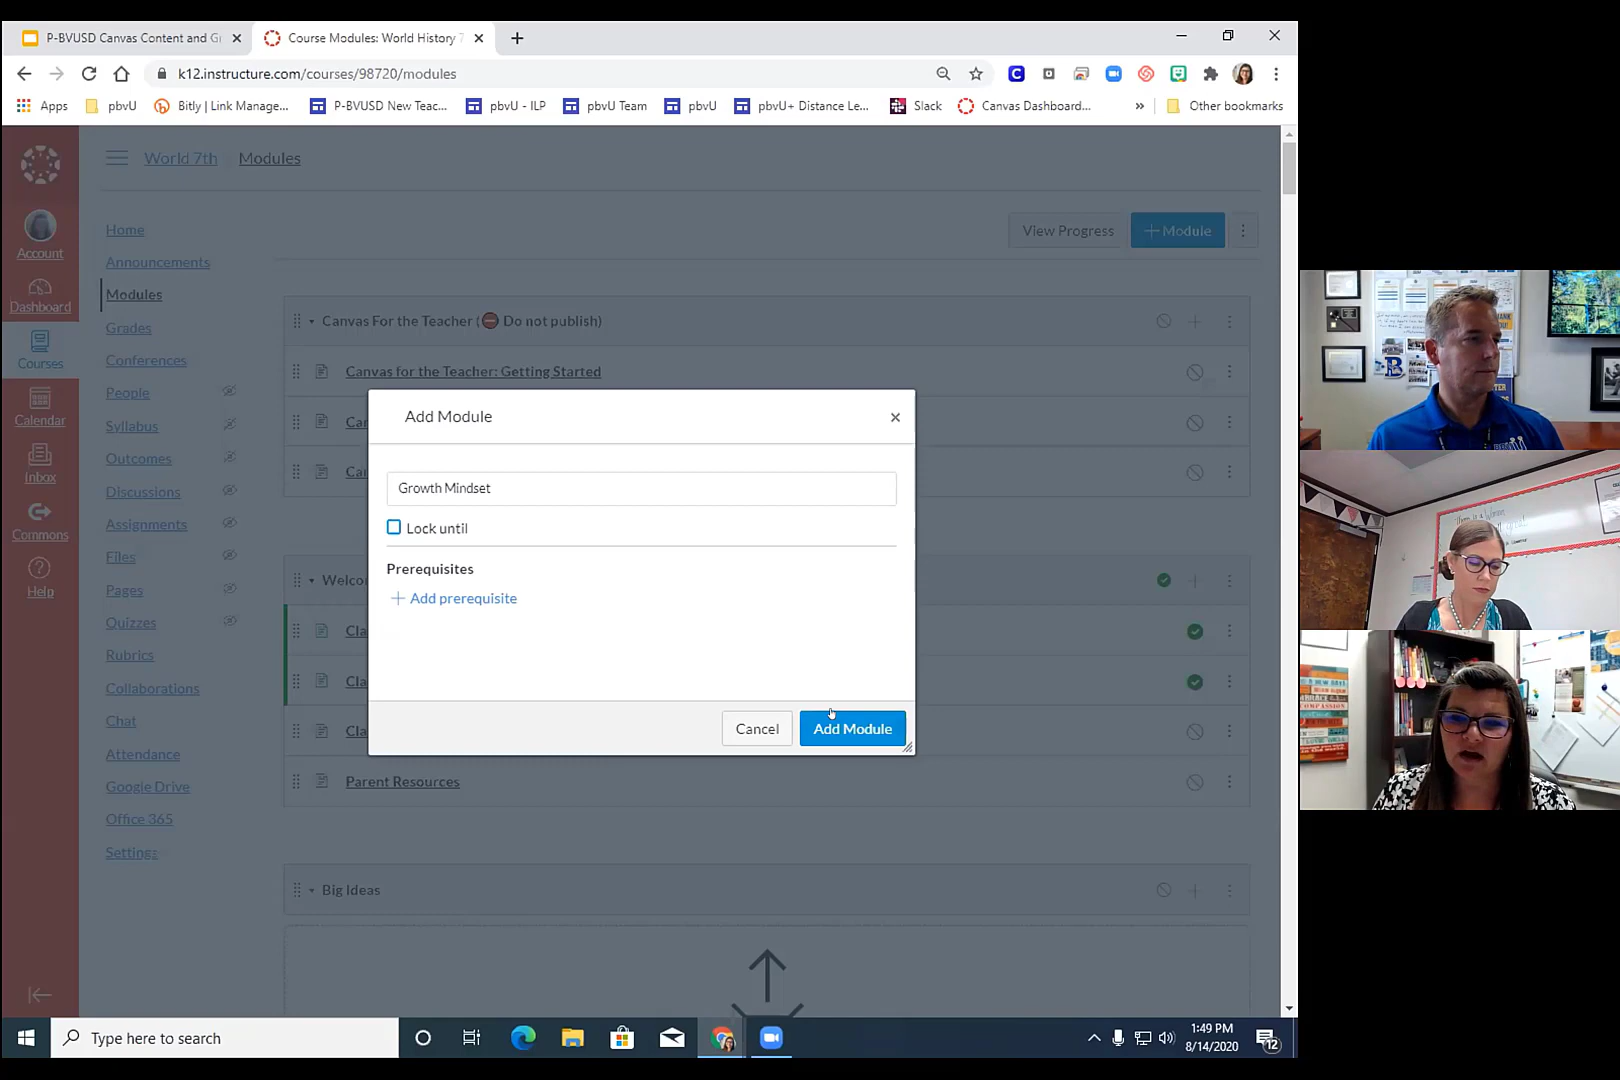 P-BVUSD Canvas Content and Gr
Course Modules: World History 7
k12.instructure.com/courses/98720/modules
Apps
pbvU
Bitly | Link Manage...
P-BVUSD New Teac...
pbvU - ILP
pbvU Team
pbvU
pbvU+ Distance Le...
Slack
Canvas Dashboard...
»
Other bookmarks
World 7th
Modules
Account
Dashboard
Courses
Calendar
Inbox
Commons
Help
Home
Announcements
Modules
Grades
Conferences
People
Syllabus
Outcomes
Discussions
Assignments
Files
Pages
Quizzes
Rubrics
Collaborations
Chat
Attendance
Google Drive
Office 365
Settings
View Progress
+ Module
Canvas For the Teacher (⛔ Do not publish)
Canvas for the Teacher: Getting Started
Welco
Parent Resources
Big Ideas
Add Module
Growth Mindset
Lock until
Prerequisites
+ Add prerequisite
Cancel
Add Module
Type here to search
1:49 PM
8/14/2020
12
COMPASSION